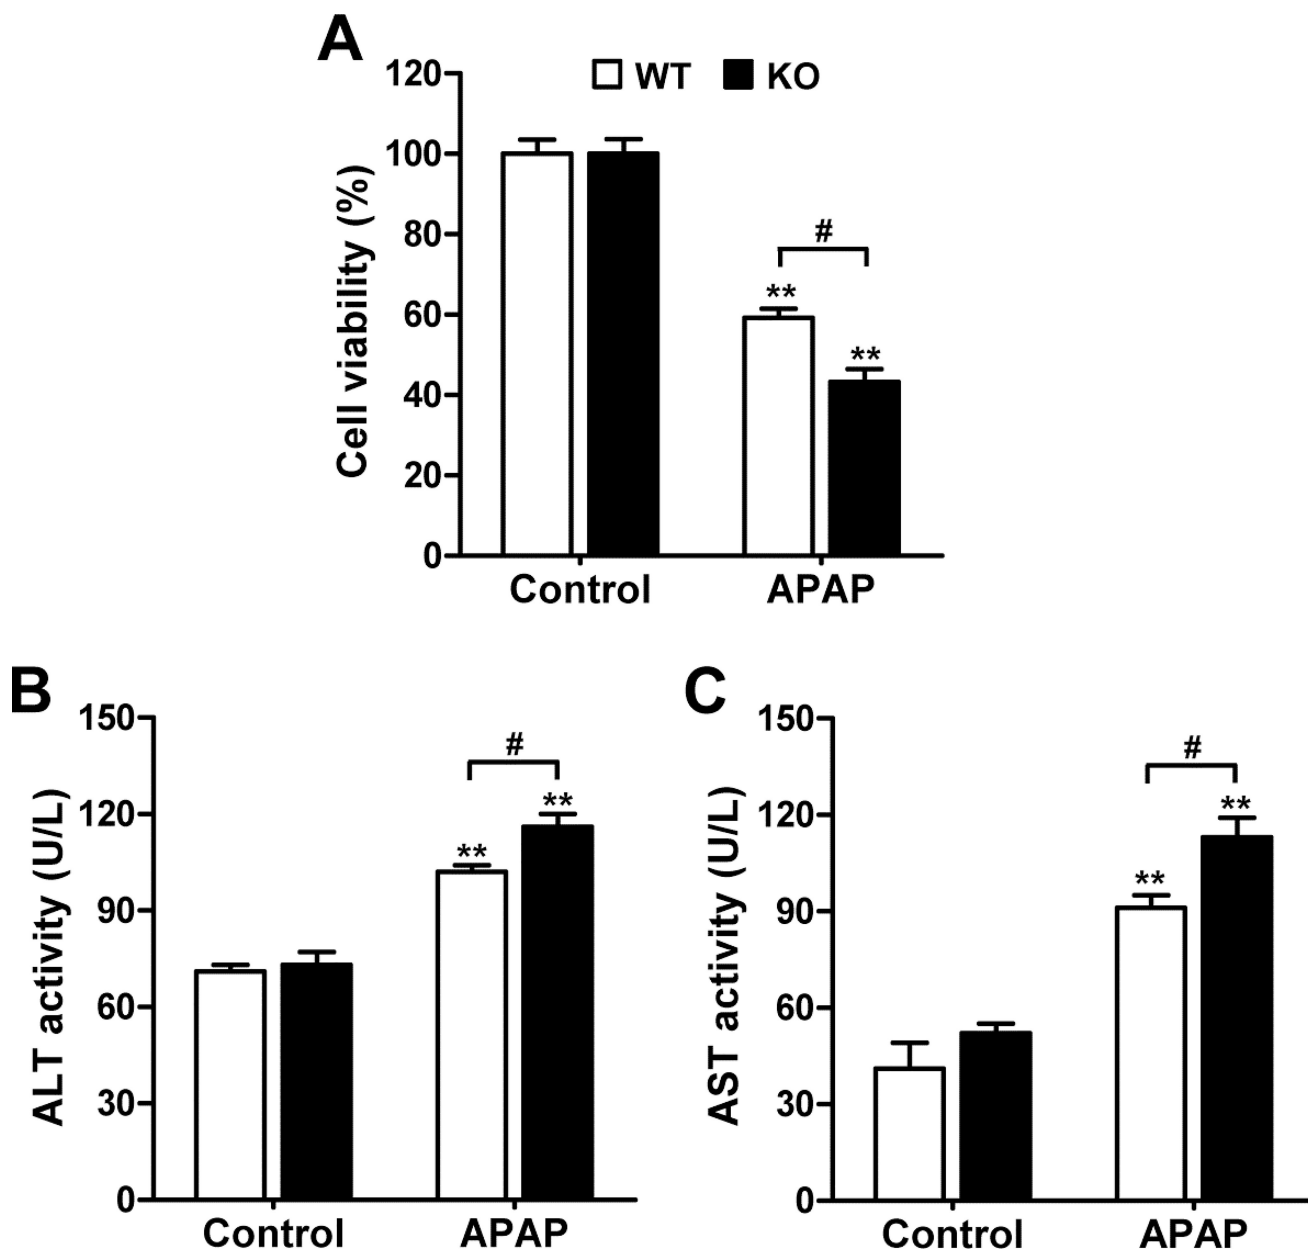 A
WT KO
120
100
80
60
40
20
0
Cell viability (%)
#
**
**
Control APAP
B
150
120
90
60
30
0
ALT activity (U/L)
#
**
**
Control APAP
C
150
120
90
60
30
0
AST activity (U/L)
#
**
**
Control APAP